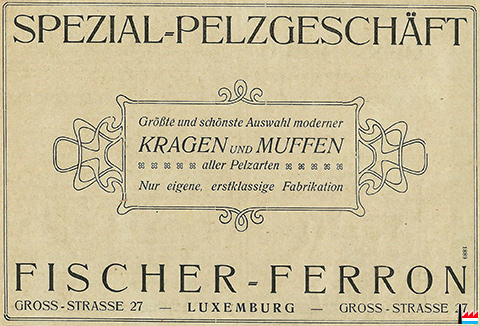 SPEZIAL-PELZGESCHÄFT
Größte und schönste Auswahl moderner
KRAGEN UND MUFFEN
aller Pelzarten
Nur eigene, erstklassige Fabrikation
1889
FISCHER-FERRON
GROSS-STRASSE 27 — LUXEMBURG — GROSS-STRASSE 27